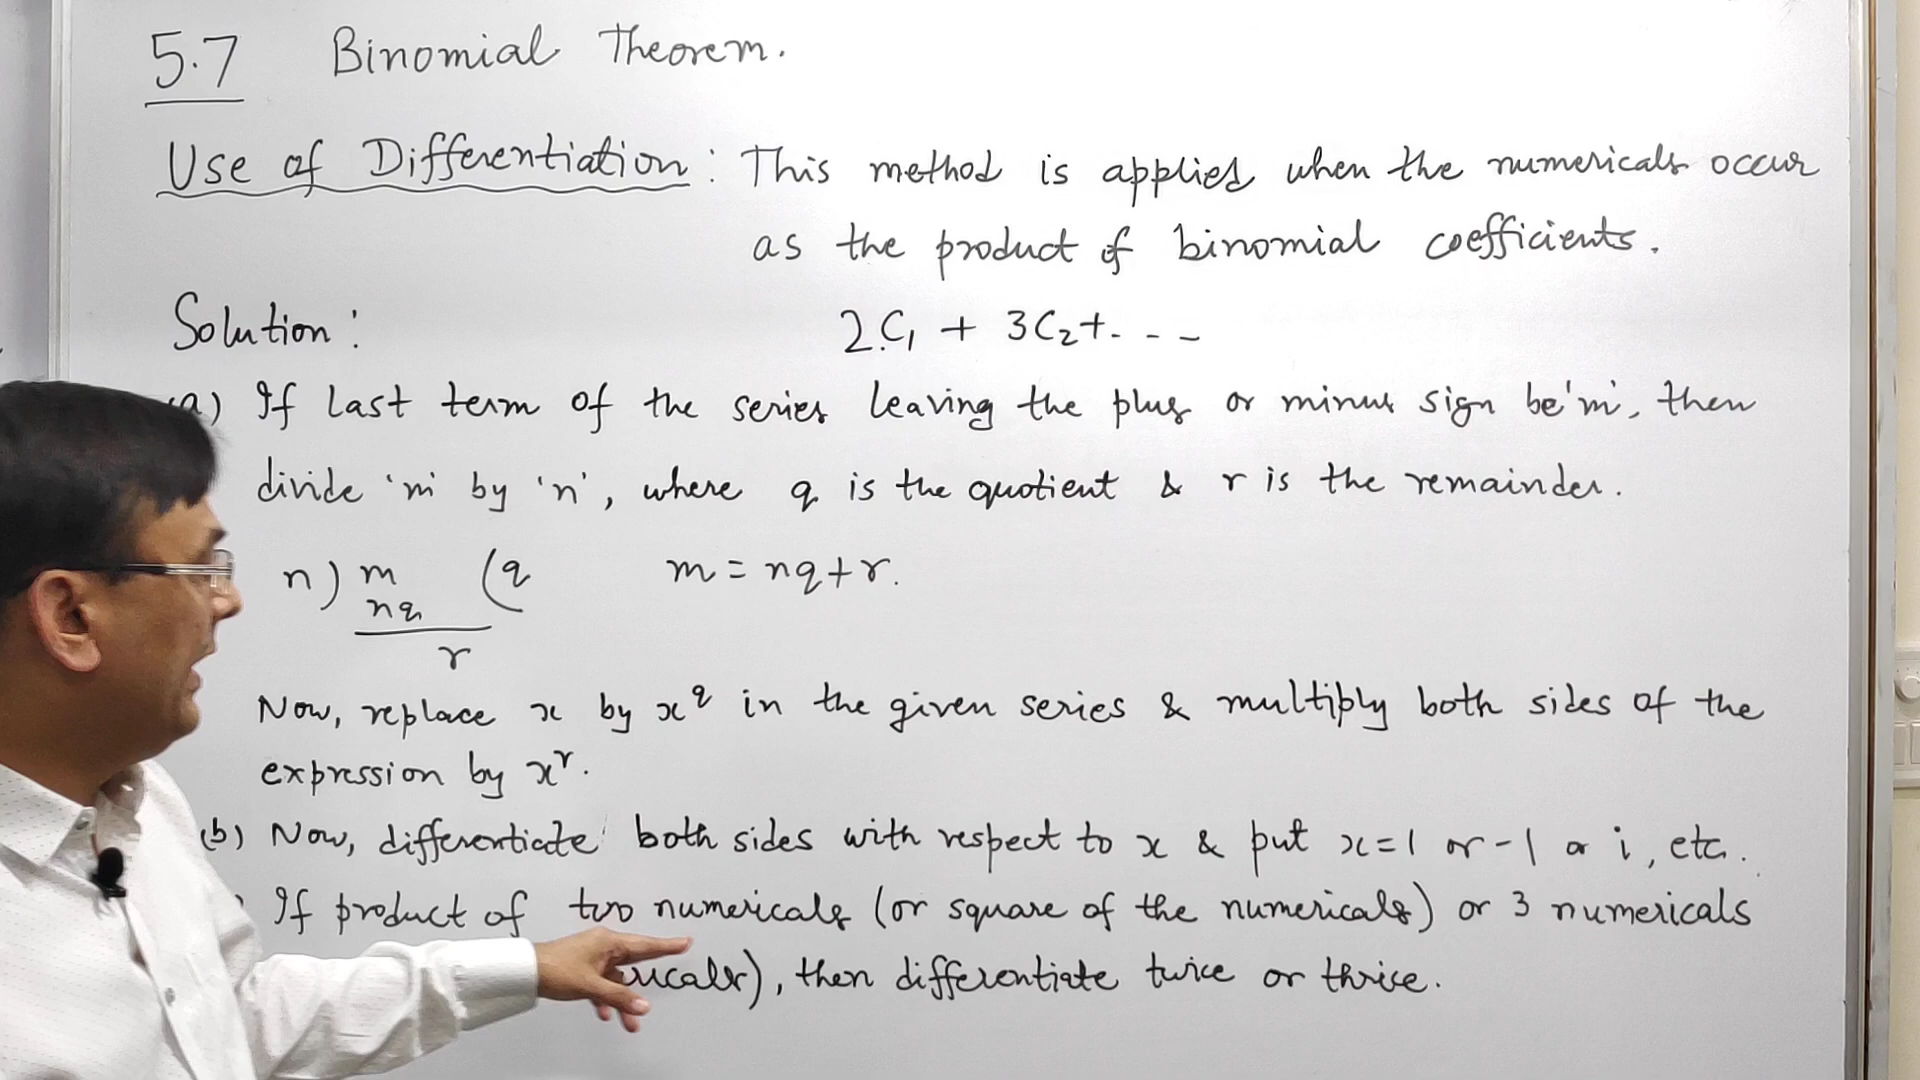 5.7 Binomial Theorem.
Use of Differentiation : This method is applied when the numericals occur
as the product of binomial coefficients.
Solution : 2.C₁ + 3C₂+. - - -
a) If last term of the series leaving the plus or minus sign be 'm', then
divide 'm' by 'n', where q is the quotient & r is the remainder.
n) m (q m = nq+r.
nq
r
Now, replace x by x^q in the given series & multiply both sides of the
expression by x^r.
(b) Now, differentiate both sides with respect to x & put x=1 or -1 or i, etc.
If product of two numericals (or square of the numericals) or 3 numericals
), then differentiate twice or thrice.